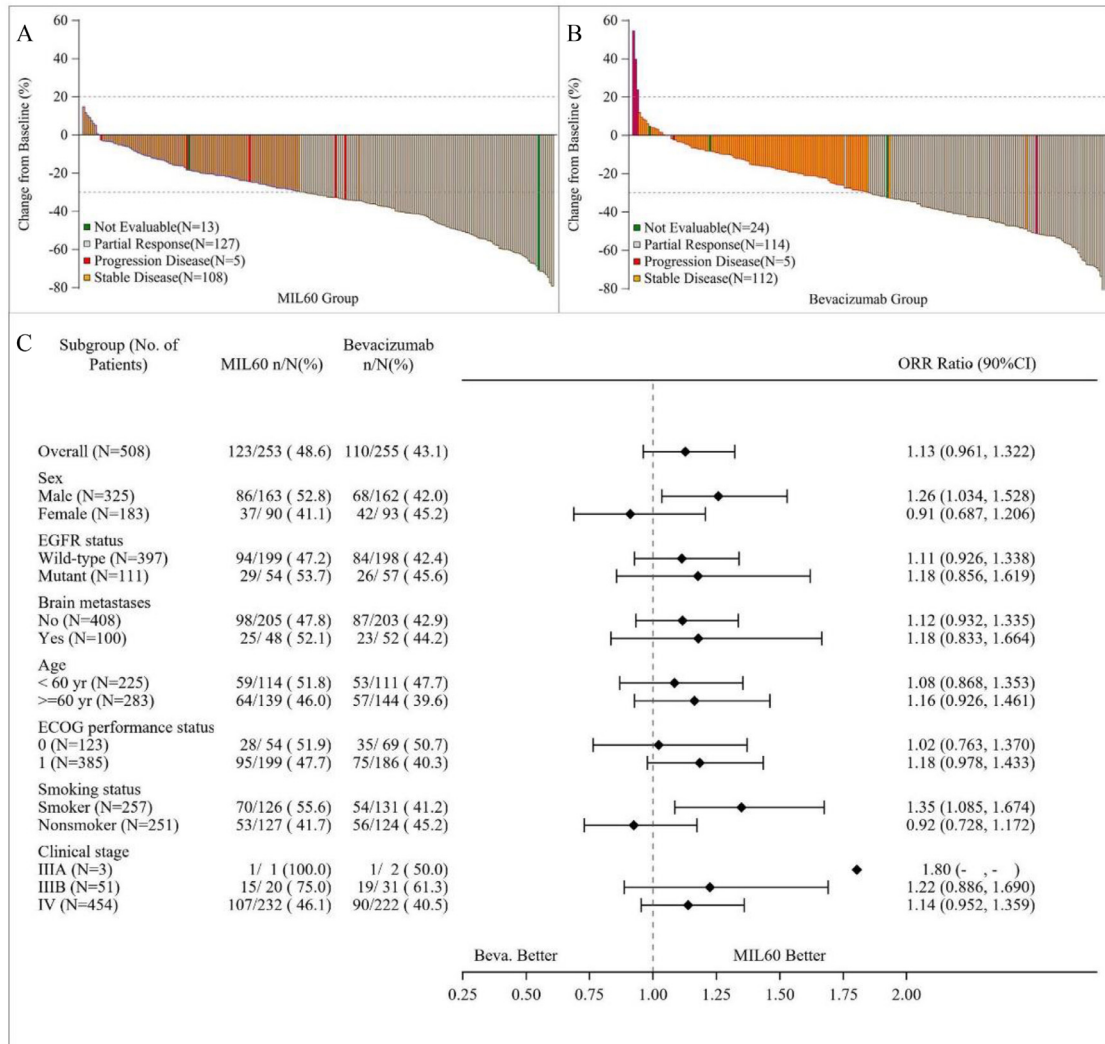 A
B
60
40
20
0
-20
-40
-60
-80
Change from Baseline (%)
Not Evaluable(N=13)
Partial Response(N=127)
Progression Disease(N=5)
Stable Disease(N=108)
MIL60 Group
60
40
20
0
-20
-40
-60
-80
Change from Baseline (%)
Not Evaluable(N=24)
Partial Response(N=114)
Progression Disease(N=5)
Stable Disease(N=112)
Bevacizumab Group
C
Subgroup (No. of Patients) MIL60 n/N(%) Bevacizumab n/N(%) ORR Ratio (90%CI)
Overall (N=508) 123/253 ( 48.6) 110/255 ( 43.1) 1.13 (0.961, 1.322)
Sex
Male (N=325) 86/163 ( 52.8) 68/162 ( 42.0) 1.26 (1.034, 1.528)
Female (N=183) 37/ 90 ( 41.1) 42/ 93 ( 45.2) 0.91 (0.687, 1.206)
EGFR status
Wild-type (N=397) 94/199 ( 47.2) 84/198 ( 42.4) 1.11 (0.926, 1.338)
Mutant (N=111) 29/ 54 ( 53.7) 26/ 57 ( 45.6) 1.18 (0.856, 1.619)
Brain metastases
No (N=408) 98/205 ( 47.8) 87/203 ( 42.9) 1.12 (0.932, 1.335)
Yes (N=100) 25/ 48 ( 52.1) 23/ 52 ( 44.2) 1.18 (0.833, 1.664)
Age
< 60 yr (N=225) 59/114 ( 51.8) 53/111 ( 47.7) 1.08 (0.868, 1.353)
>=60 yr (N=283) 64/139 ( 46.0) 57/144 ( 39.6) 1.16 (0.926, 1.461)
ECOG performance status
0 (N=123) 28/ 54 ( 51.9) 35/ 69 ( 50.7) 1.02 (0.763, 1.370)
1 (N=385) 95/199 ( 47.7) 75/186 ( 40.3) 1.18 (0.978, 1.433)
Smoking status
Smoker (N=257) 70/126 ( 55.6) 54/131 ( 41.2) 1.35 (1.085, 1.674)
Nonsmoker (N=251) 53/127 ( 41.7) 56/124 ( 45.2) 0.92 (0.728, 1.172)
Clinical stage
IIIA (N=3) 1/ 1 (100.0) 1/ 2 ( 50.0) 1.80 (- , - )
IIIB (N=51) 15/ 20 ( 75.0) 19/ 31 ( 61.3) 1.22 (0.886, 1.690)
IV (N=454) 107/232 ( 46.1) 90/222 ( 40.5) 1.14 (0.952, 1.359)
Beva. Better MIL60 Better
0.25 0.50 0.75 1.00 1.25 1.50 1.75 2.00